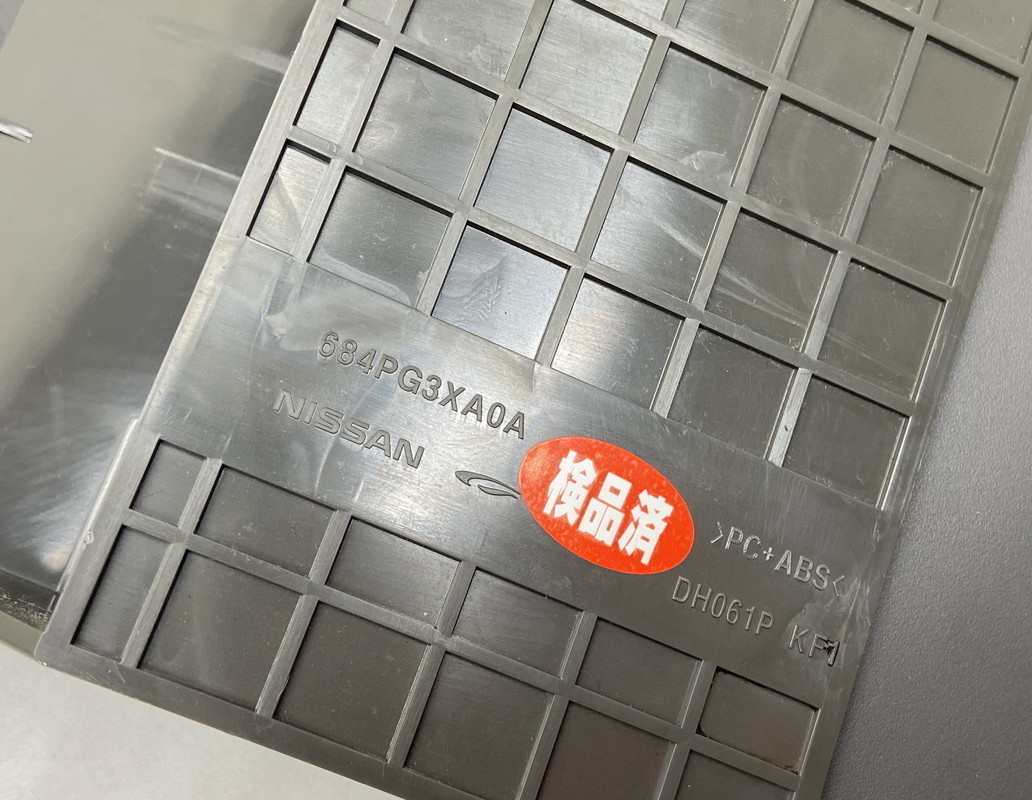 684PG3XA0A
NISSAN
検品済
>PC+ABS<
DH061P KF1